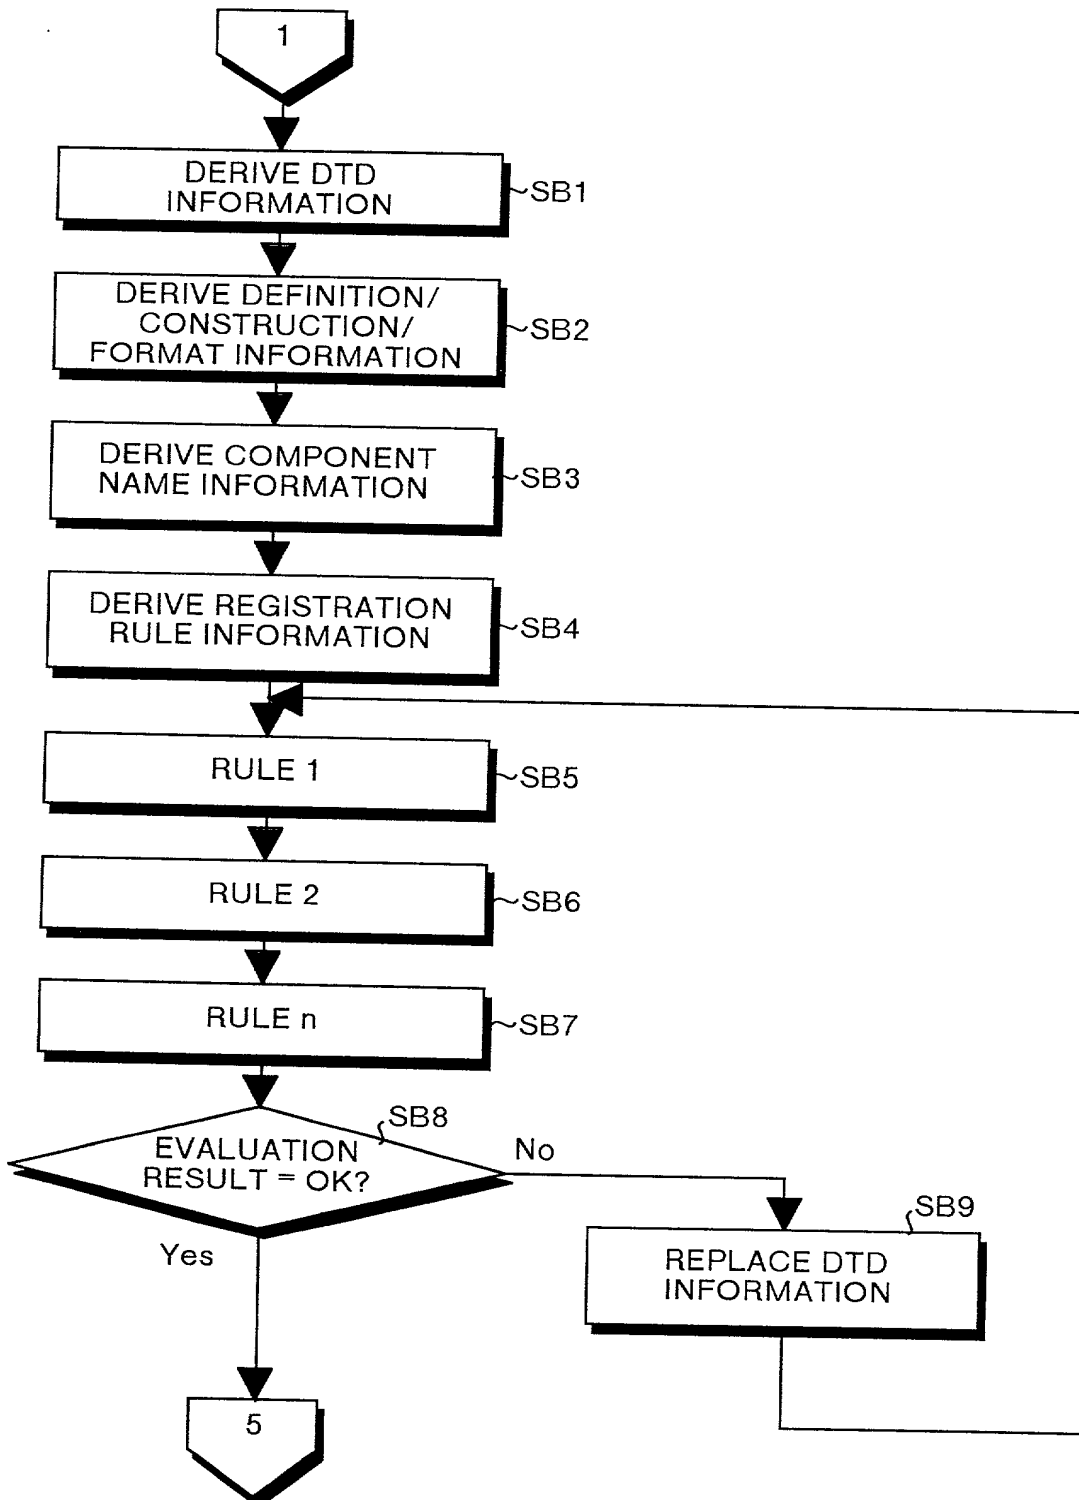 1
DERIVE DTD
INFORMATION
SB1
DERIVE DEFINITION/
CONSTRUCTION/
FORMAT INFORMATION
SB2
DERIVE COMPONENT
NAME INFORMATION
SB3
DERIVE REGISTRATION
RULE INFORMATION
SB4
RULE 1
SB5
RULE 2
SB6
RULE n
SB7
SB8
EVALUATION
RESULT = OK?
No
Yes
SB9
REPLACE DTD
INFORMATION
5